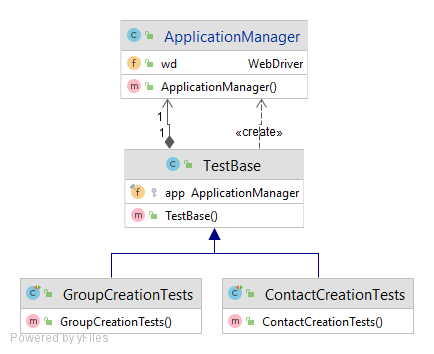 C ApplicationManager
f wd WebDriver
m ApplicationManager()
1
1
«create»
C TestBase
f app ApplicationManager
m TestBase()
C GroupCreationTests
m GroupCreationTests()
C ContactCreationTests
m ContactCreationTests()
Powered by yFiles